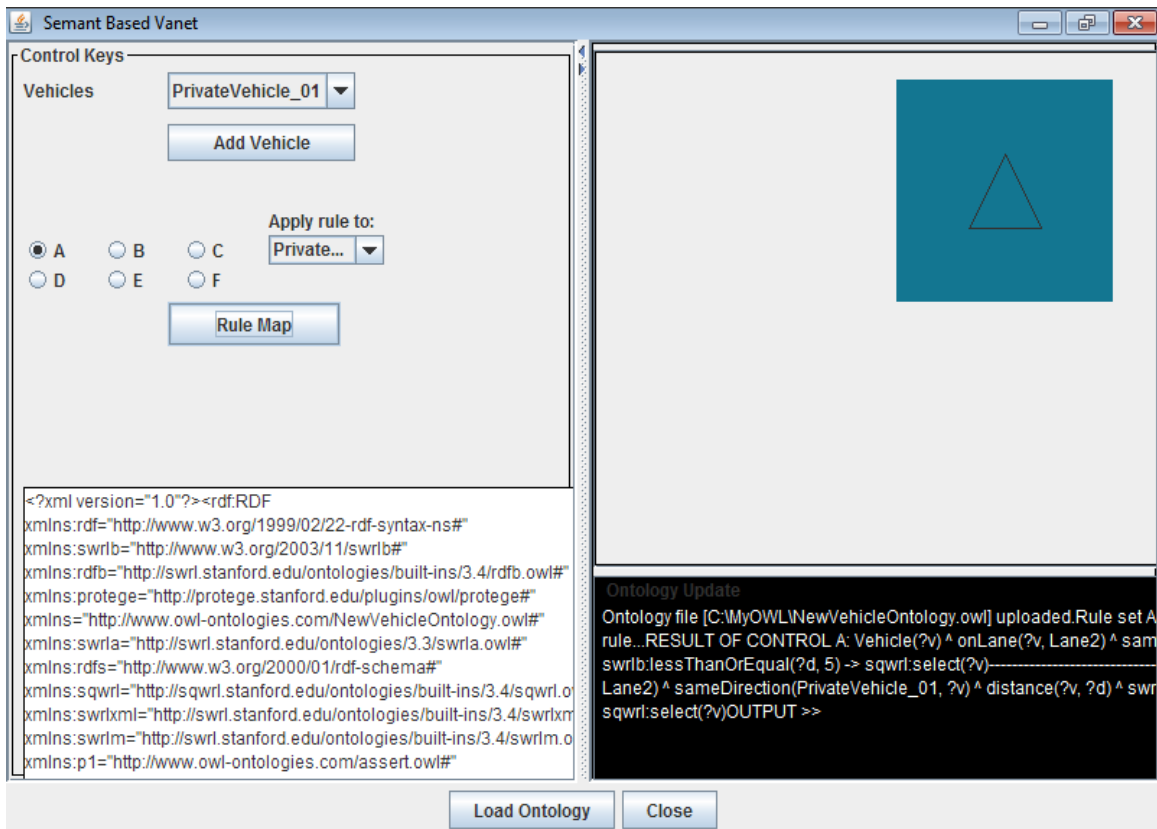 Semant Based Vanet
Control Keys
Vehicles
PrivateVehicle_01
Add Vehicle
Apply rule to:
A B C Private...
D E F
Rule Map
<?xml version="1.0"?><rdf:RDF
xmlns:rdf="http://www.w3.org/1999/02/22-rdf-syntax-ns#"
xmlns:swrlb="http://www.w3.org/2003/11/swrlb#"
xmlns:rdfb="http://swrl.stanford.edu/ontologies/built-ins/3.4/rdfb.owl#"
xmlns:protege="http://protege.stanford.edu/plugins/owl/protege#"
xmlns="http://www.owl-ontologies.com/NewVehicleOntology.owl#"
xmlns:swrla="http://swrl.stanford.edu/ontologies/3.3/swrla.owl#"
xmlns:rdfs="http://www.w3.org/2000/01/rdf-schema#"
xmlns:sqwrl="http://sqwrl.stanford.edu/ontologies/built-ins/3.4/sqwrl.o
xmlns:swrlxml="http://swrl.stanford.edu/ontologies/built-ins/3.4/swrlxm
xmlns:swrlm="http://swrl.stanford.edu/ontologies/built-ins/3.4/swrlm.o
xmlns:p1="http://www.owl-ontologies.com/assert.owl#"
Ontology Update
Ontology file [C:\MyOWL\NewVehicleOntology.owl] uploaded.Rule set A
rule...RESULT OF CONTROL A: Vehicle(?v) ^ onLane(?v, Lane2) ^ sam
swrlb:lessThanOrEqual(?d, 5) -> sqwrl:select(?v)------------------------------
Lane2) ^ sameDirection(PrivateVehicle_01, ?v) ^ distance(?v, ?d) ^ swr
sqwrl:select(?v)OUTPUT >>
Load Ontology
Close